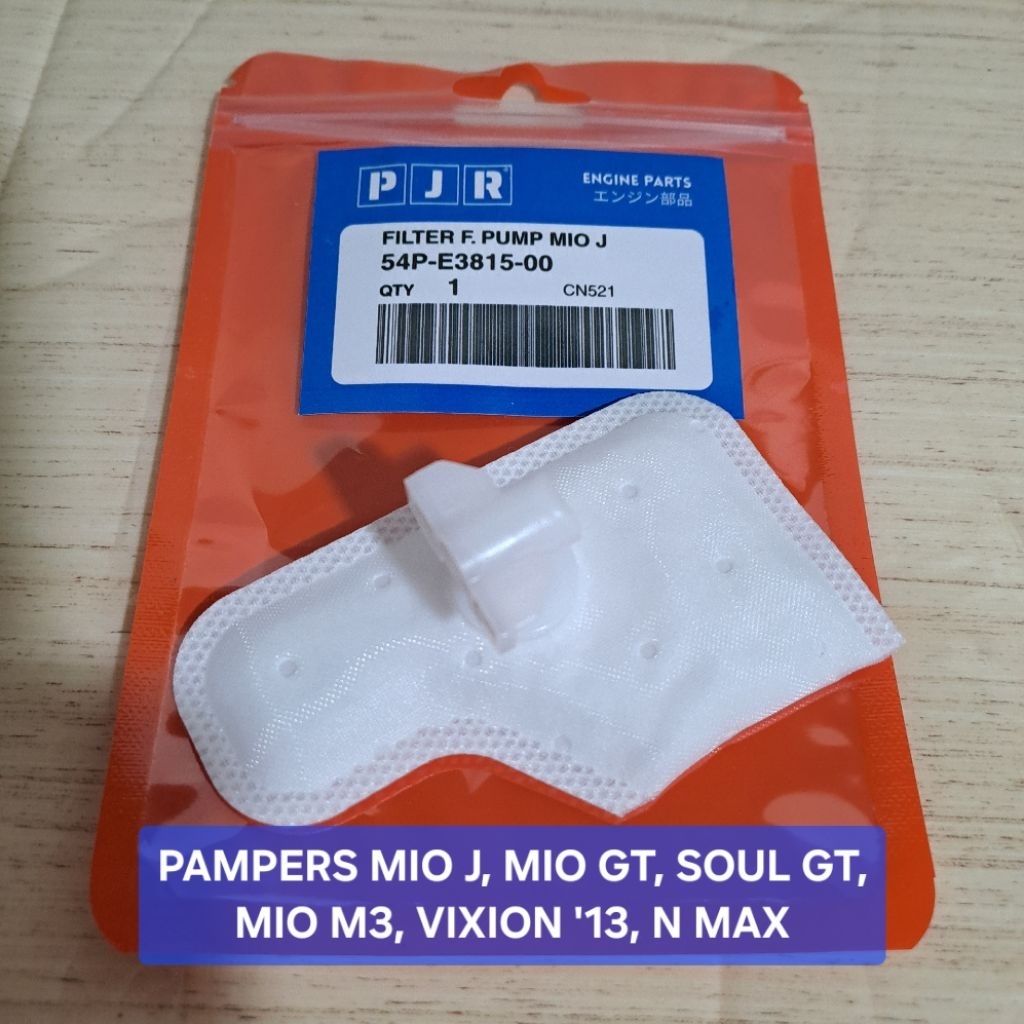 PJR
ENGINE PARTS
エンジン部品
FILTER F. PUMP MIO J
54P-E3815-00
QTY 1 CN521
PAMPERS MIO J, MIO GT, SOUL GT,
MIO M3, VIXION '13, N MAX